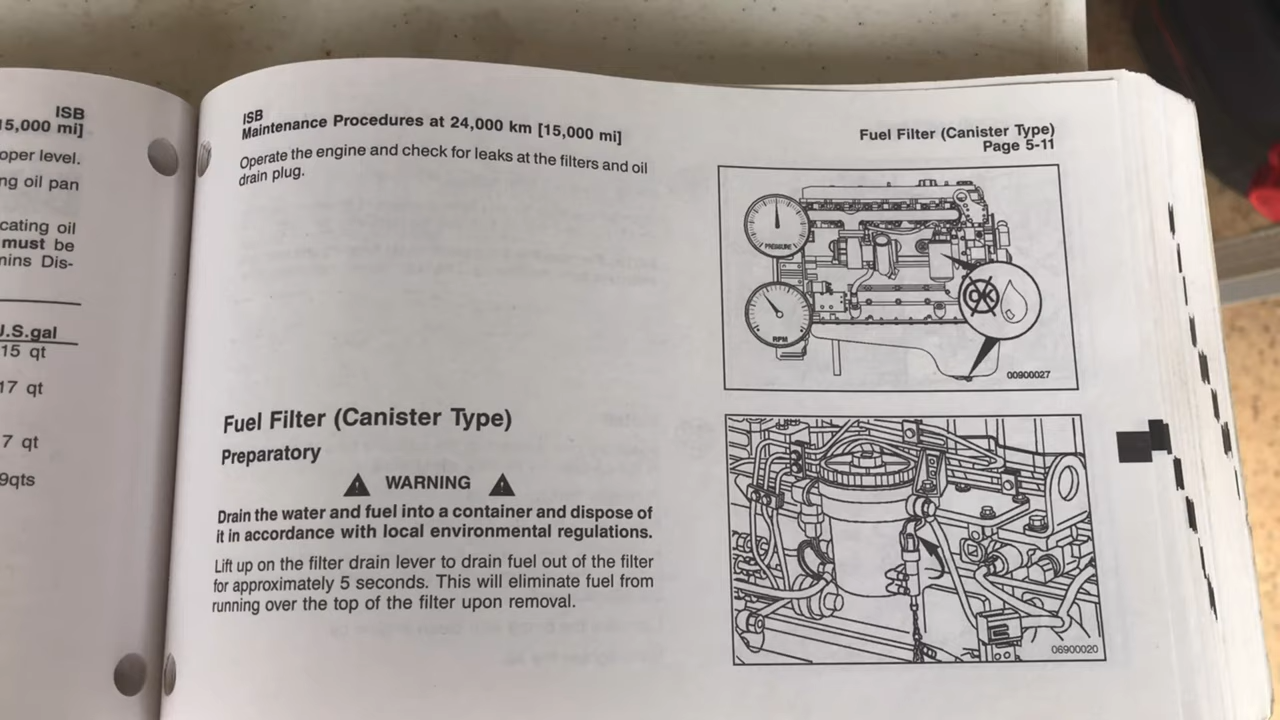 ISB
15,000 mi]
oper level.
ng oil pan
cating oil
must be
mins Dis-
U.S.gal
15 qt
17 qt
7 qt
9qts
ISB
Maintenance Procedures at 24,000 km [15,000 mi]
Operate the engine and check for leaks at the filters and oil
drain plug.
Fuel Filter (Canister Type)
Preparatory
WARNING
Drain the water and fuel into a container and dispose of
it in accordance with local environmental regulations.
Lift up on the filter drain lever to drain fuel out of the filter
for approximately 5 seconds. This will eliminate fuel from
running over the top of the filter upon removal.
Fuel Filter (Canister Type)
Page 5-11
PRESSURE
OK
RPM
00900027
06900020